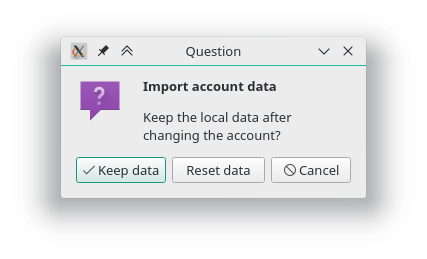 Question
Import account data
Keep the local data after
changing the account?
Keep data
Reset data
Cancel